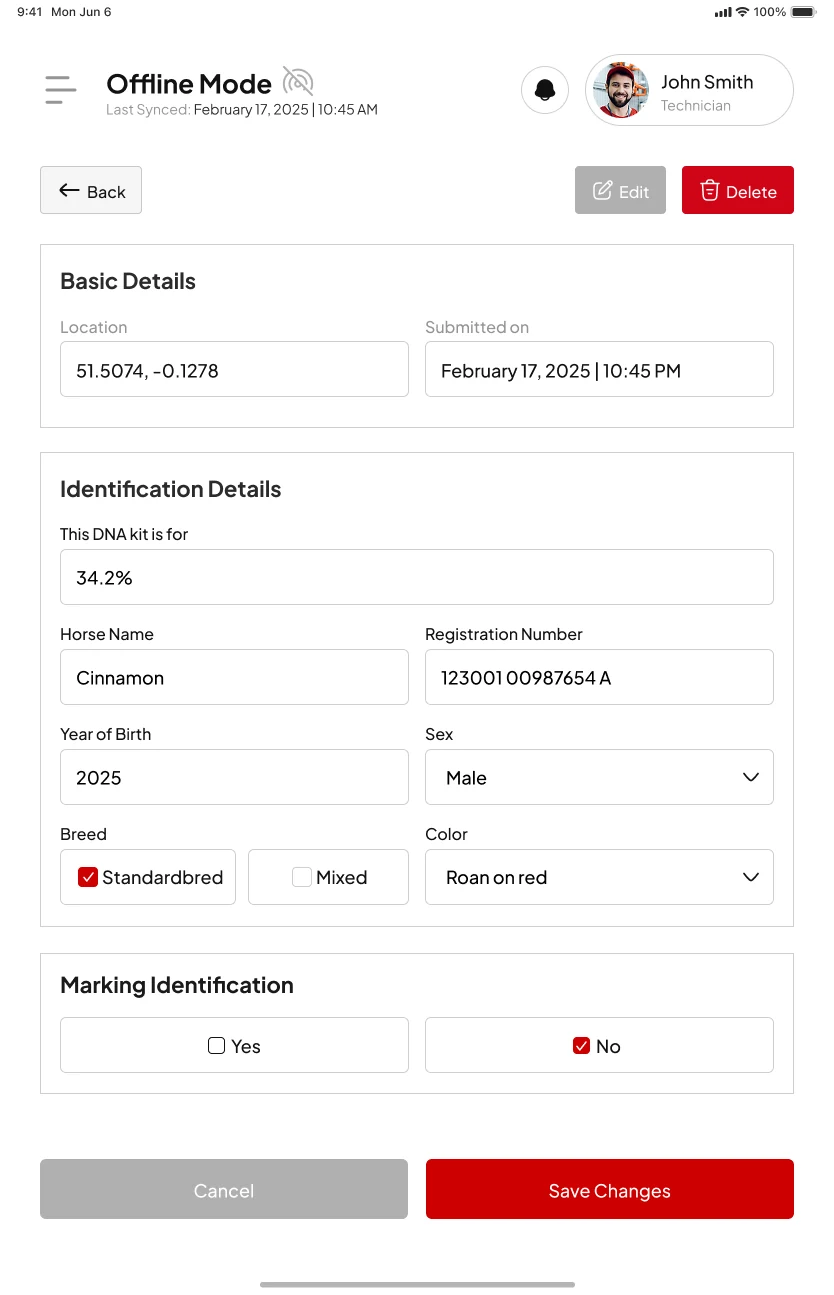 9:41 Mon Jun 6 100%
Offline Mode
Last Synced: February 17, 2025 | 10:45 AM
John Smith
Technician
Back
Edit
Delete
Basic Details
Location
Submitted on
51.5074, -0.1278
February 17, 2025 | 10:45 PM
Identification Details
This DNA kit is for
34.2%
Horse Name
Registration Number
Cinnamon
123001 00987654 A
Year of Birth
Sex
2025
Male
Breed
Color
Standardbred
Mixed
Roan on red
Marking Identification
Yes
No
Cancel
Save Changes